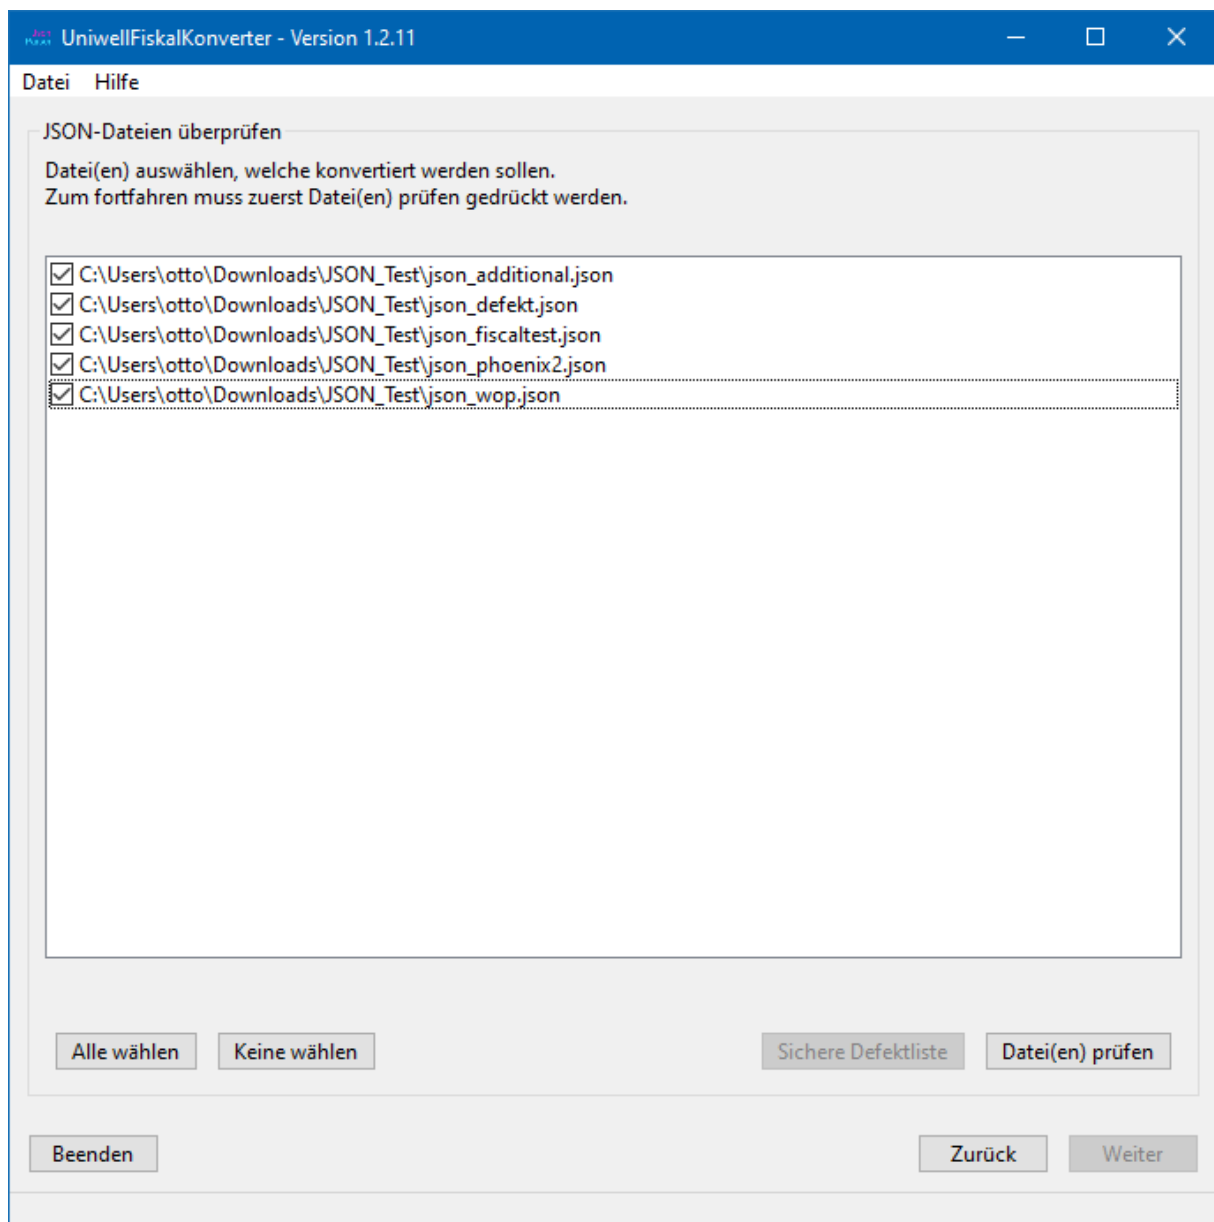 UniwellFiskalKonverter - Version 1.2.11
Datei Hilfe
JSON-Dateien überprüfen
Datei(en) auswählen, welche konvertiert werden sollen.
Zum fortfahren muss zuerst Datei(en) prüfen gedrückt werden.
C:\Users\otto\Downloads\JSON_Test\json_additional.json
C:\Users\otto\Downloads\JSON_Test\json_defekt.json
C:\Users\otto\Downloads\JSON_Test\json_fiscaltest.json
C:\Users\otto\Downloads\JSON_Test\json_phoenix2.json
C:\Users\otto\Downloads\JSON_Test\json_wop.json
Alle wählen Keine wählen Sichere Defektliste Datei(en) prüfen
Beenden Zurück Weiter